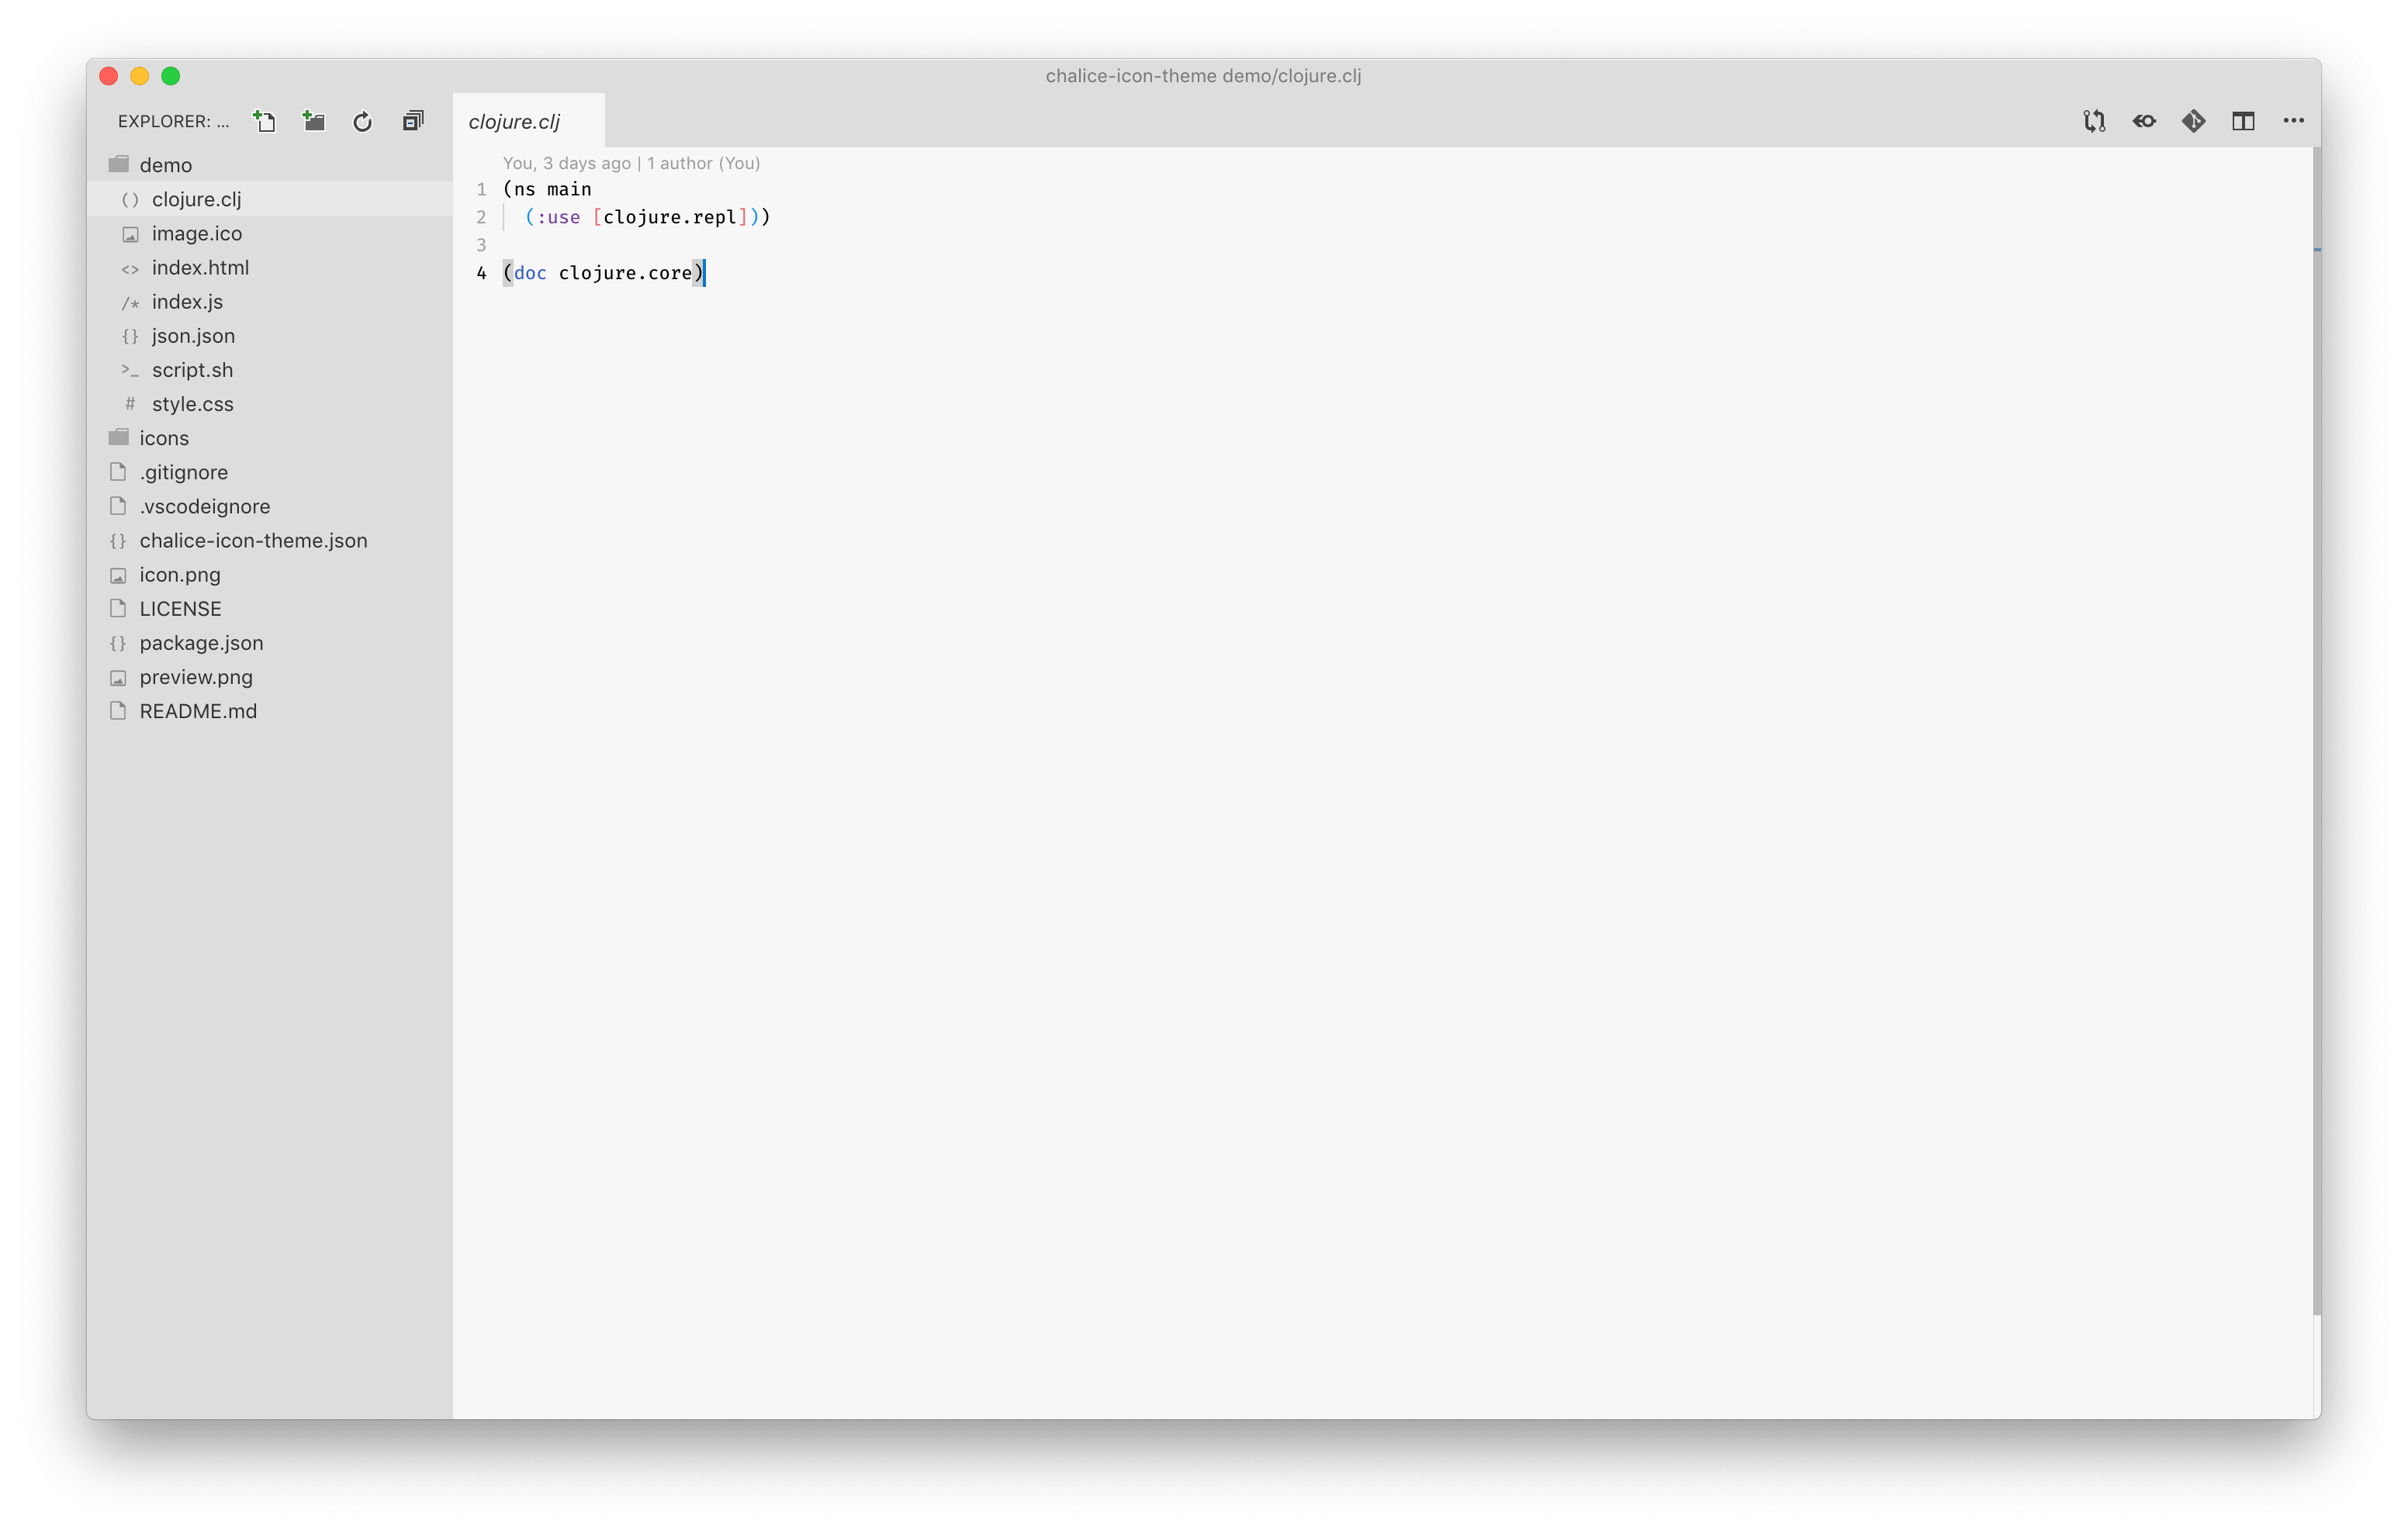 chalice-icon-theme demo/clojure.clj
EXPLORER: ...
clojure.clj
demo
clojure.clj
image.ico
index.html
index.js
json.json
script.sh
style.css
icons
.gitignore
.vscodeignore
chalice-icon-theme.json
icon.png
LICENSE
package.json
preview.png
README.md
You, 3 days ago | 1 author (You)
1 (ns main
2   (:use [clojure.repl]))
3
4 (doc clojure.core)